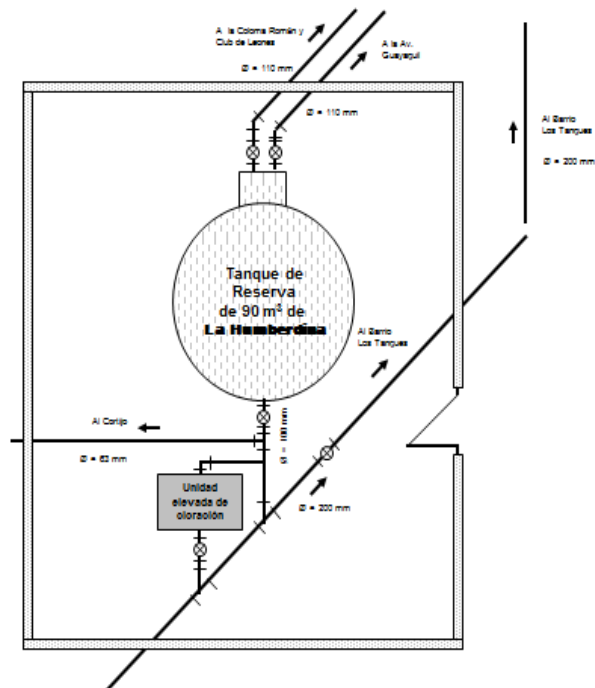 A la Coloma Román y
Club de Leones
Ø = 110 mm
A la Av.
Guayaquil
Ø = 110 mm
Al Barrio
Los Tanques
Ø = 200 mm
Tanque de
Reserva
de 90 m³ de
La Humberdina
Al Barrio
Los Tanques
Al Cortijo
Ø = 63 mm
Ø = 160 mm
Unidad
elevada de
cloración
Ø = 200 mm